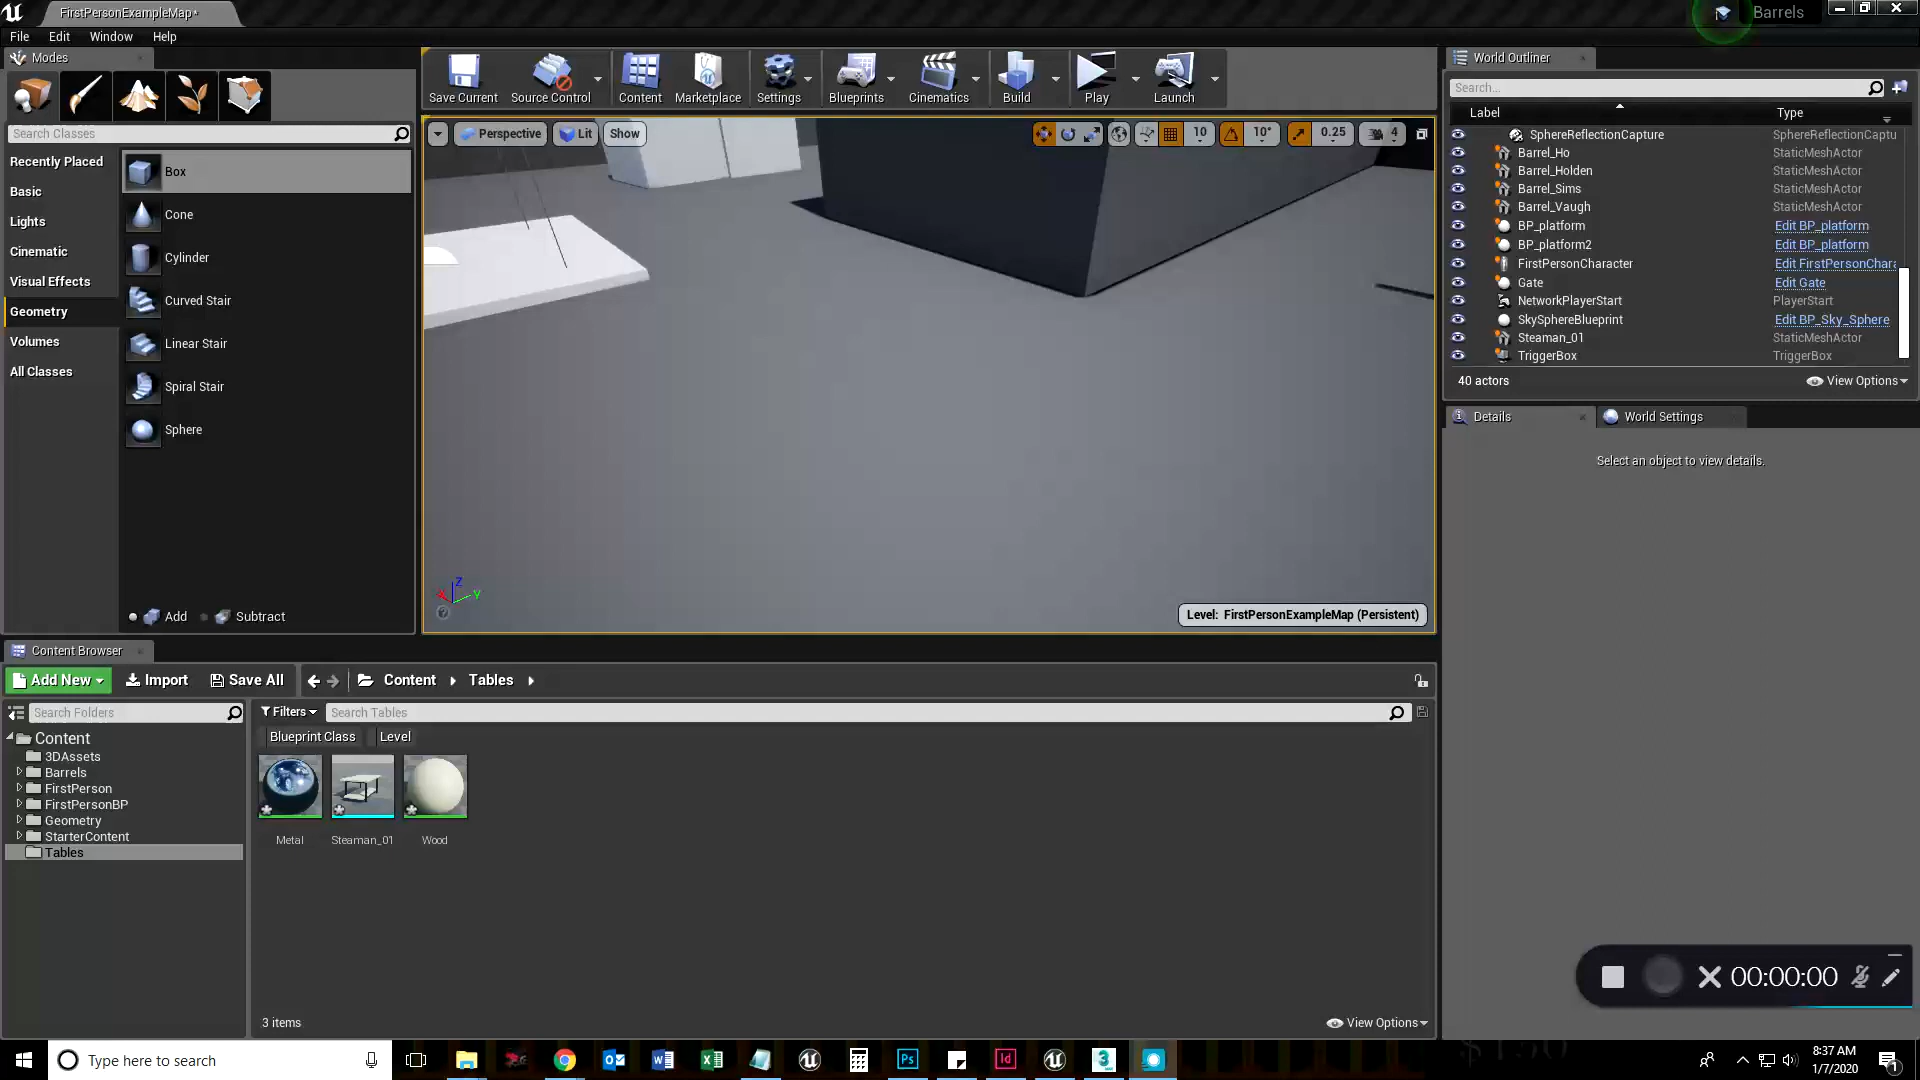 FirstPersonExampleMap*
Barrels
File Edit Window Help
Modes
Search Classes
Recently Placed
Basic
Lights
Cinematic
Visual Effects
Geometry
Volumes
All Classes
Box
Cone
Cylinder
Curved Stair
Linear Stair
Spiral Stair
Sphere
Add Subtract
Save Current Source Control Content Marketplace Settings Blueprints Cinematics Build Play Launch
Perspective Lit Show
10 10° 0.25 4
Z
X Y
Level: FirstPersonExampleMap (Persistent)
World Outliner
Search...
Label Type
SphereReflectionCapture SphereReflectionCaptu
Barrel_Ho StaticMeshActor
Barrel_Holden StaticMeshActor
Barrel_Sims StaticMeshActor
Barrel_Vaugh StaticMeshActor
BP_platform Edit BP_platform
BP_platform2 Edit BP_platform
FirstPersonCharacter Edit FirstPersonChara
Gate Edit Gate
NetworkPlayerStart PlayerStart
SkySphereBlueprint Edit BP_Sky_Sphere
Steaman_01 StaticMeshActor
TriggerBox TriggerBox
40 actors View Options
Details World Settings
Select an object to view details.
Content Browser
Add New Import Save All Content Tables
Search Folders
Content
3DAssets
Barrels
FirstPerson
FirstPersonBP
Geometry
StarterContent
Tables
Filters Search Tables
Blueprint Class Level
Metal Steaman_01 Wood
3 items View Options
00:00:00
Type here to search
Ps Id 3
$150
8:37 AM
1/7/2020
1